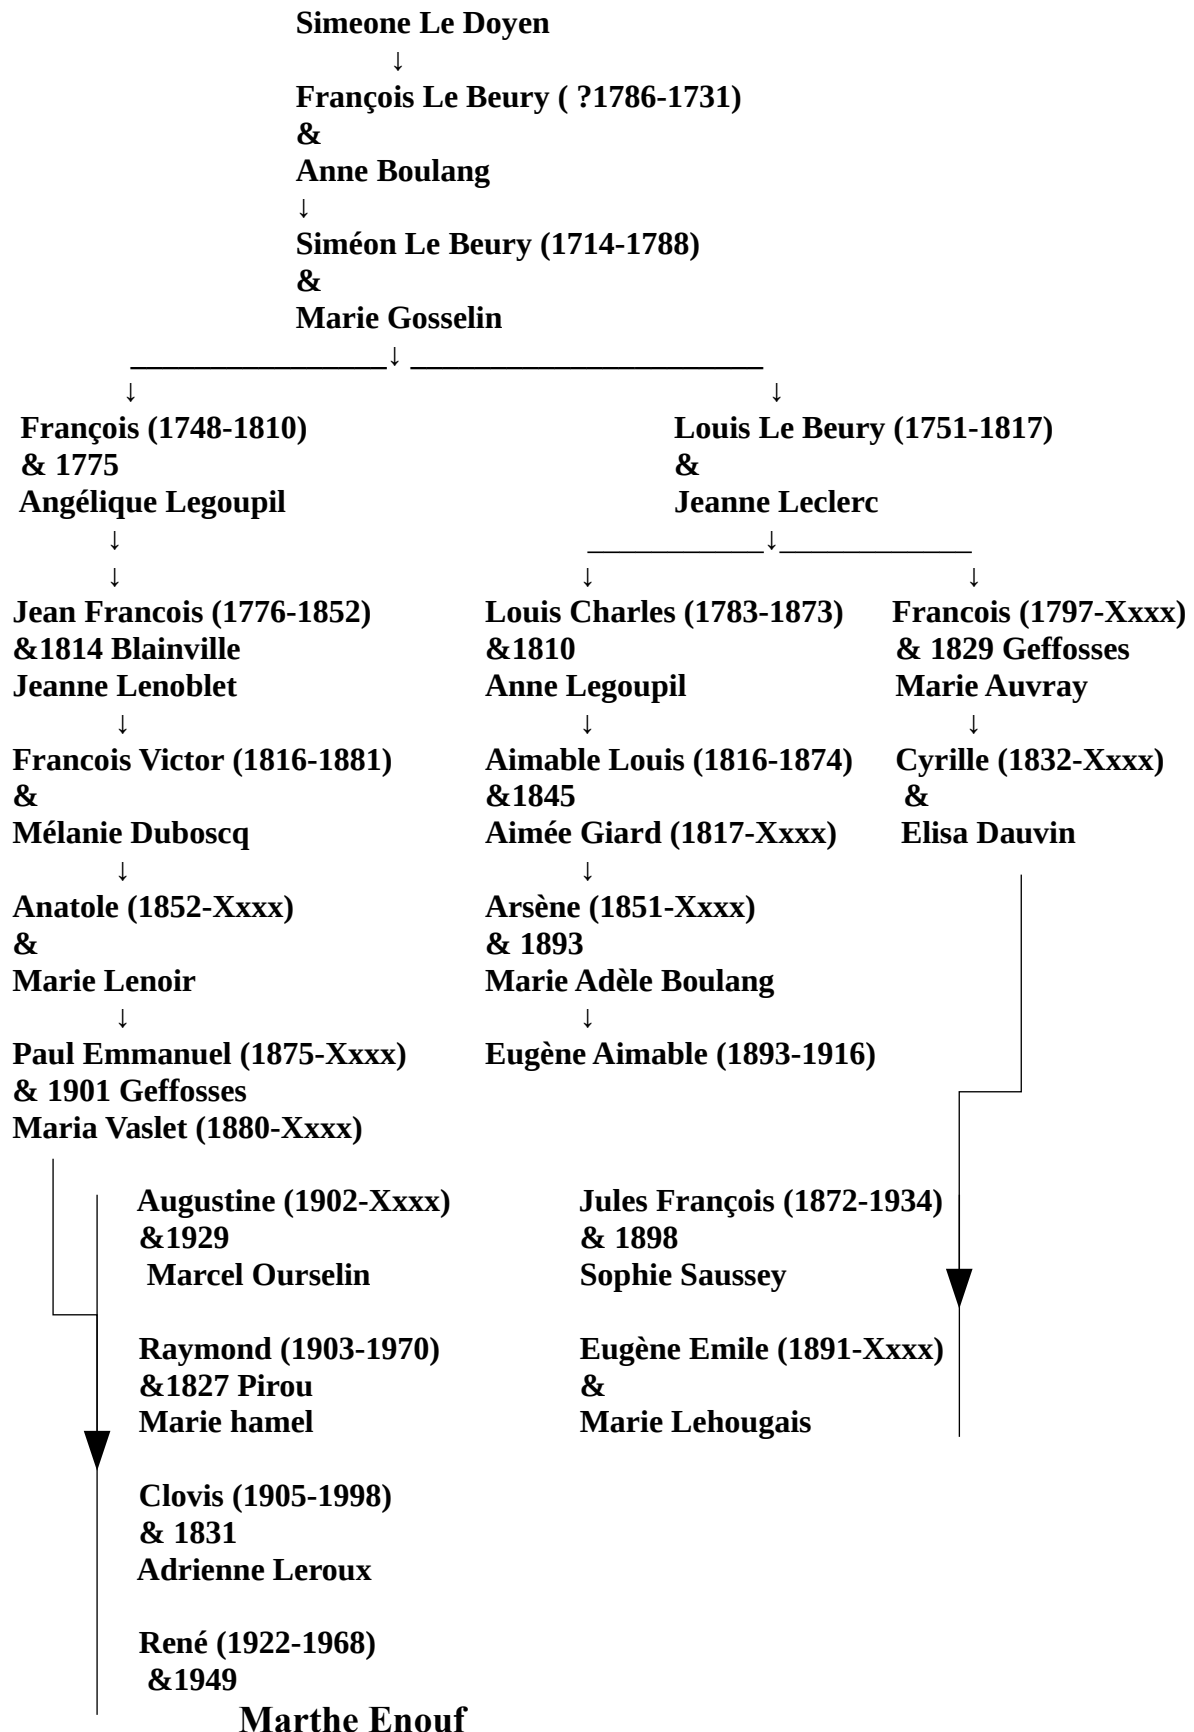 Simeone Le Doyen
↓
François Le Beury ( ?1786-1731)
&
Anne Boulang
↓
Siméon Le Beury (1714-1788)
&
Marie Gosselin
↓
↓ ↓
François (1748-1810) Louis Le Beury (1751-1817)
& 1775 &
Angélique Legoupil Jeanne Leclerc
↓ ↓
↓ ↓ ↓
Jean Francois (1776-1852) Louis Charles (1783-1873) Francois (1797-Xxxx)
&1814 Blainville &1810 & 1829 Geffosses
Jeanne Lenoblet Anne Legoupil Marie Auvray
↓ ↓ ↓
Francois Victor (1816-1881) Aimable Louis (1816-1874) Cyrille (1832-Xxxx)
& &1845 &
Mélanie Duboscq Aimée Giard (1817-Xxxx) Elisa Dauvin
↓ ↓
Anatole (1852-Xxxx) Arsène (1851-Xxxx)
& & 1893
Marie Lenoir Marie Adèle Boulang
↓ ↓
Paul Emmanuel (1875-Xxxx) Eugène Aimable (1893-1916)
& 1901 Geffosses
Maria Vaslet (1880-Xxxx)
Augustine (1902-Xxxx) Jules François (1872-1934)
&1929 & 1898
Marcel Ourselin Sophie Saussey
Raymond (1903-1970) Eugène Emile (1891-Xxxx)
&1827 Pirou &
Marie hamel Marie Lehougais
Clovis (1905-1998)
& 1831
Adrienne Leroux
René (1922-1968)
&1949
Marthe Enouf